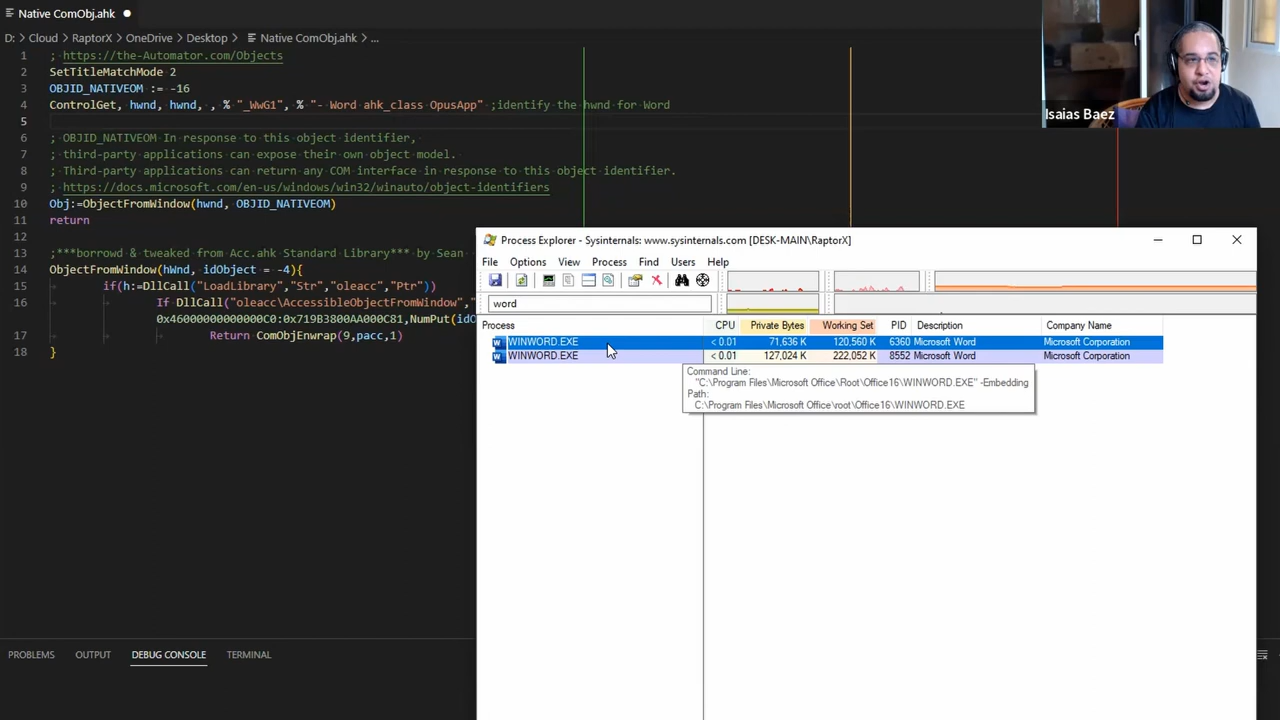 Native ComObj.ahk
D: > Cloud > RaptorX > OneDrive > Desktop > Native ComObj.ahk > ...
1 ; https://the-Automator.com/Objects
2 SetTitleMatchMode 2
3 OBJID_NATIVEOM := -16
4 ControlGet, hwnd, hwnd, , % "_WwG1", % "- Word ahk_class OpusApp" ;identify the hwnd for Word
5
6 ; OBJID_NATIVEOM In response to this object identifier,
7 ; third-party applications can expose their own object model.
8 ; Third-party applications can return any COM interface in response to this object identifier.
9 ; https://docs.microsoft.com/en-us/windows/win32/winauto/object-identifiers
10 Obj:=ObjectFromWindow(hwnd, OBJID_NATIVEOM)
11 return
12
13 ;***borrowd & tweaked from Acc.ahk Standard Library*** by Sean
14 ObjectFromWindow(hWnd, idObject = -4){
15 if(h:=DllCall("LoadLibrary","Str","oleacc","Ptr"))
16 If DllCall("oleacc\AccessibleObjectFromWindow","
0x46000000000000C0:0x719B3800AA000C81,NumPut(idO
17 Return ComObjEnwrap(9,pacc,1)
18 }
Isaias Baez
Process Explorer - Sysinternals: www.sysinternals.com [DESK-MAIN\RaptorX]
File Options View Process Find Users Help
word
Process CPU Private Bytes Working Set PID Description Company Name
WINWORD.EXE < 0.01 71,636 K 120,560 K 6360 Microsoft Word Microsoft Corporation
WINWORD.EXE < 0.01 127,024 K 222,052 K 8552 Microsoft Word Microsoft Corporation
Command Line:
"C:\Program Files\Microsoft Office\Root\Office16\WINWORD.EXE" -Embedding
Path:
C:\Program Files\Microsoft Office\root\Office16\WINWORD.EXE
PROBLEMS OUTPUT DEBUG CONSOLE TERMINAL